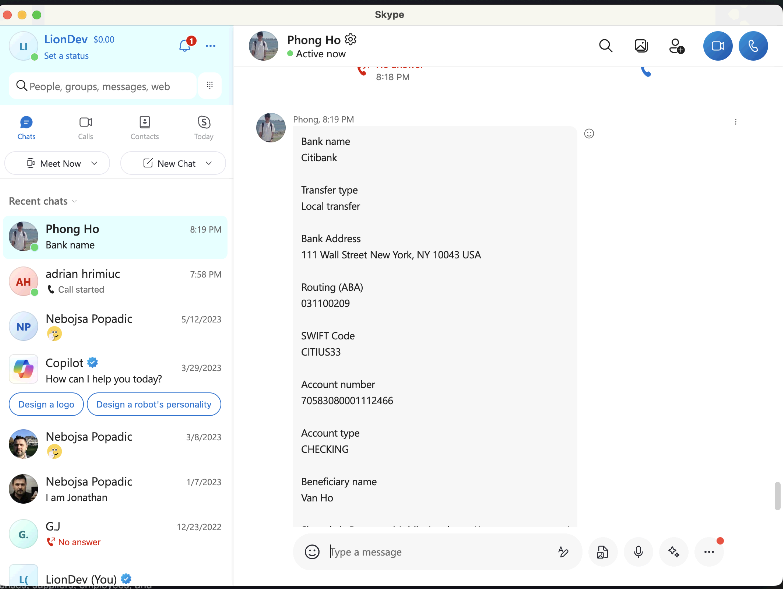 Skype
LI
LionDev $0.00
Set a status
1
People, groups, messages, web
Chats
Calls
Contacts
Today
Meet Now
New Chat
Recent chats
Phong Ho
8:19 PM
Bank name
AH
adrian hrimiuc
7:58 PM
Call started
NP
Nebojsa Popadic
5/12/2023
Copilot
3/29/2023
How can I help you today?
Design a logo
Design a robot's personality
Nebojsa Popadic
3/8/2023
Nebojsa Popadic
1/7/2023
I am Jonathan
G.
G.J
12/23/2022
No answer
L(
LionDev (You)
Phong Ho
Active now
8:18 PM
Phong, 8:19 PM
Bank name
Citibank
Transfer type
Local transfer
Bank Address
111 Wall Street New York, NY 10043 USA
Routing (ABA)
031100209
SWIFT Code
CITIUS33
Account number
70583080001112466
Account type
CHECKING
Beneficiary name
Van Ho
Type a message